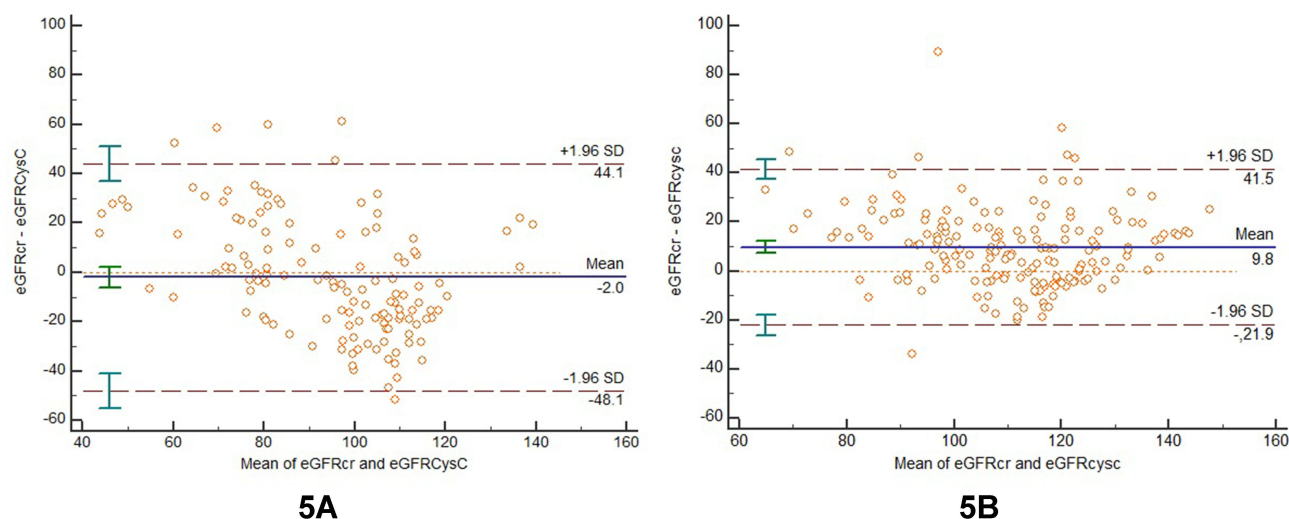 100
80
60
40
20
0
-20
-40
-60
eGFRcr - eGFRCysC
+1.96 SD
44.1
Mean
-2.0
-1.96 SD
-48.1
40 60 80 100 120 140 160
Mean of eGFRcr and eGFRCysC
5A
100
80
60
40
20
0
-20
-40
-60
eGFRcr - eGFRcysc
+1.96 SD
41.5
Mean
9.8
-1.96 SD
-,21.9
60 80 100 120 140 160
Mean of eGFRcr and eGFRcysc
5B